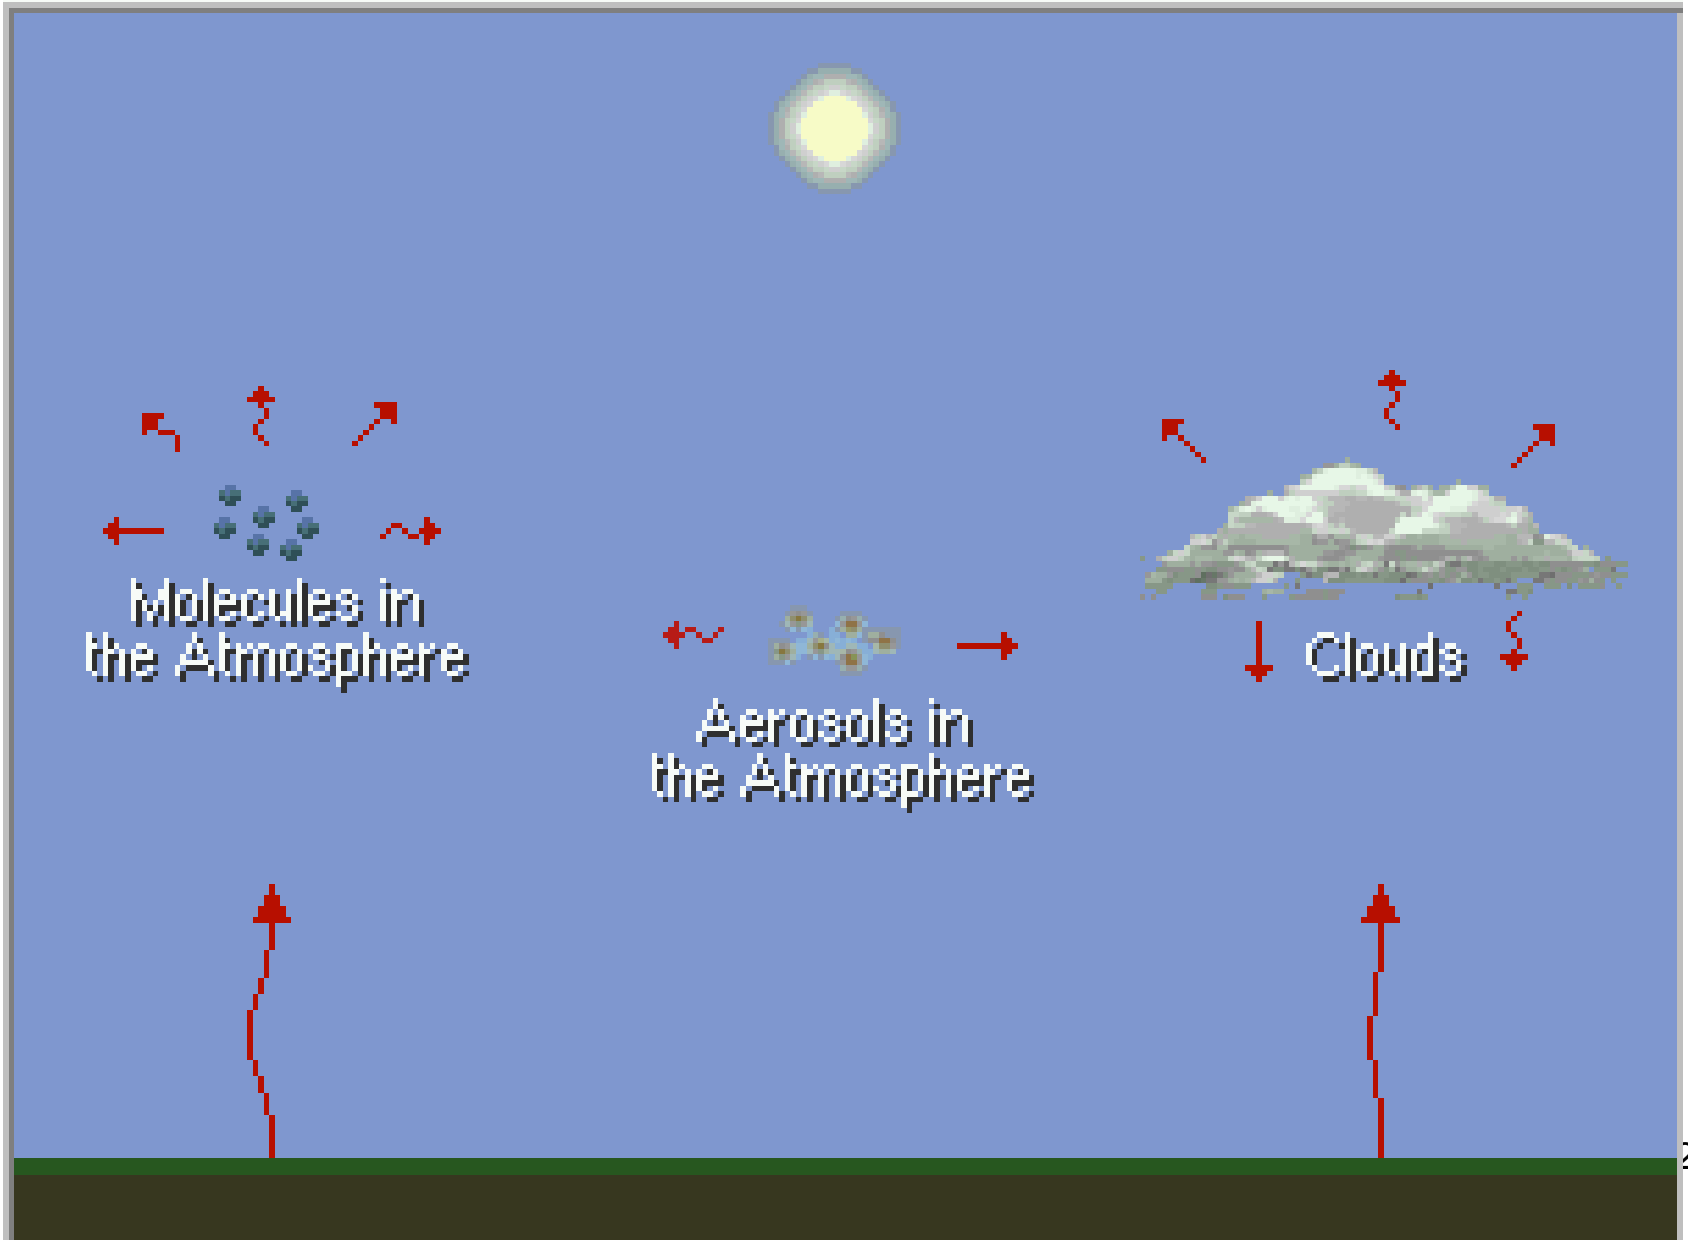 Molecules in
the Atmosphere
Aerosols in
the Atmosphere
Clouds